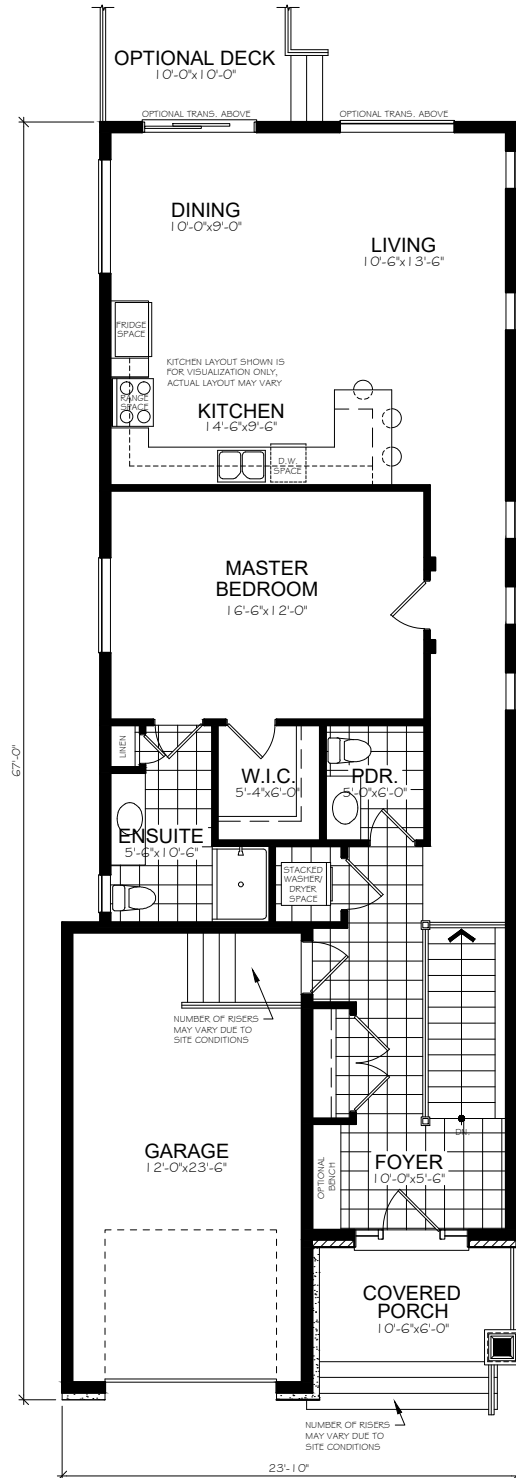 OPTIONAL DECK
10'-0"x10'-0"
OPTIONAL TRANS. ABOVE
OPTIONAL TRANS. ABOVE
DINING
10'-0"x9'-0"
LIVING
10'-6"x13'-6"
FRIDGE
SPACE
KITCHEN LAYOUT SHOWN IS
FOR VISUALIZATION ONLY,
ACTUAL LAYOUT MAY VARY
RANGE
SPACE
KITCHEN
14'-6"x9'-6"
D.W.
SPACE
MASTER
BEDROOM
16'-6"x12'-0"
67'-0"
LINEN
W.I.C.
5'-4"x6'-0"
PDR.
5'-0"x6'-0"
ENSUITE
5'-6"x10'-6"
STACKED
WASHER/
DRYER
SPACE
NUMBER OF RISERS
MAY VARY DUE TO
SITE CONDITIONS
DN.
GARAGE
12'-0"x23'-6"
OPTIONAL
BENCH
FOYER
10'-0"x5'-6"
COVERED
PORCH
10'-6"x6'-0"
NUMBER OF RISERS
MAY VARY DUE TO
SITE CONDITIONS
23'-10"